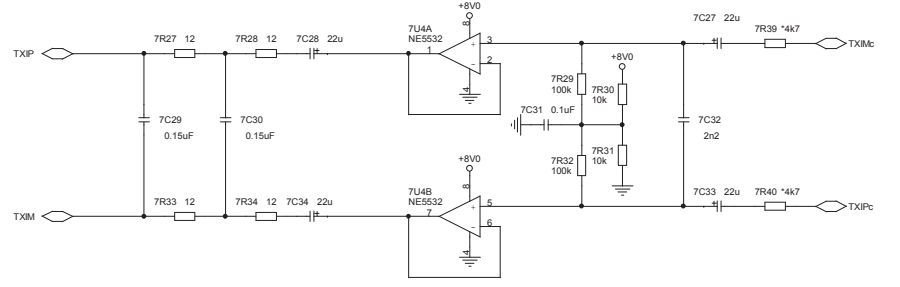 +8V0
7C27 22u
7R27 12
7R28 12
7C28 22u
7U4A
NE5532
8
7R39 *4k7
TXIP
1
+
3
-
2
4
TXIMc
+8V0
7R29
100k
7R30
10k
7C31 0.1uF
7C29
0.15uF
7C30
0.15uF
7C32
2n2
7R32
100k
7R31
10k
+8V0
7R33 12
7R34 12
7C34 22u
7U4B
NE5532
8
7C33 22u
7R40 *4k7
TXIM
7
+
5
-
6
4
TXIPc